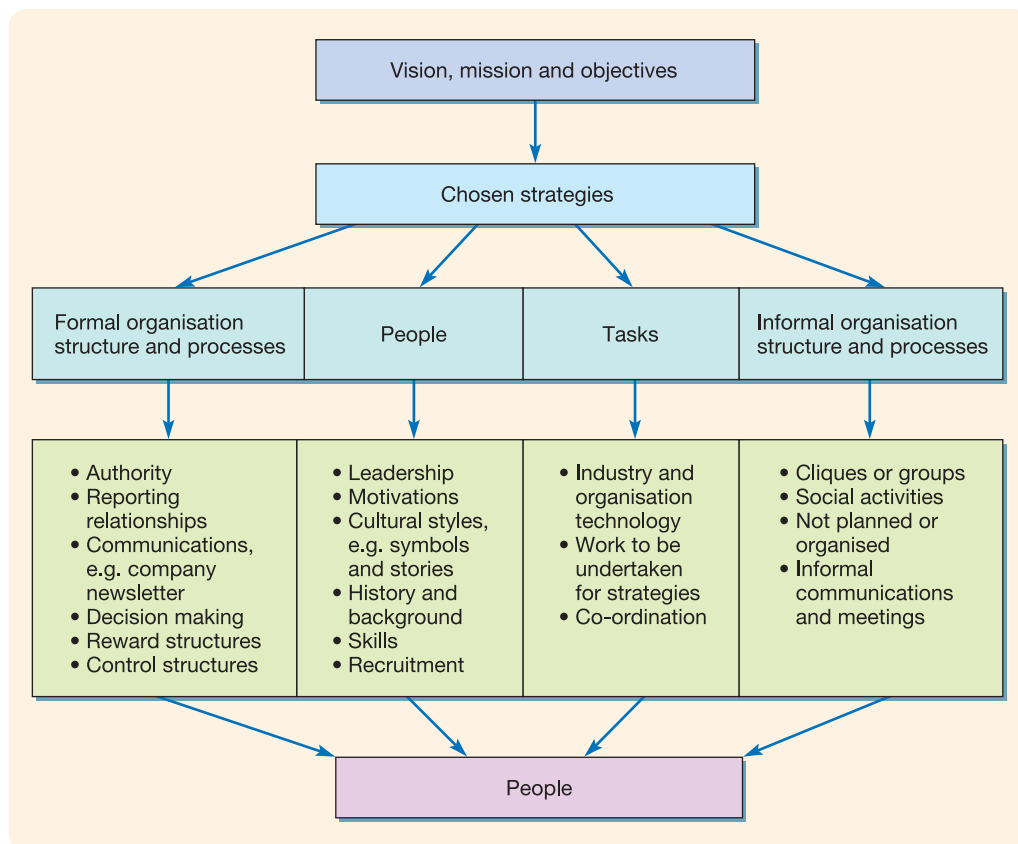 Vision, mission and objectives
Chosen strategies
Formal organisation
structure and processes
People
Tasks
Informal organisation
structure and processes
• Authority
• Reporting
relationships
• Communications,
e.g. company
newsletter
• Decision making
• Reward structures
• Control structures
• Leadership
• Motivations
• Cultural styles,
e.g. symbols
and stories
• History and
background
• Skills
• Recruitment
• Industry and
organisation
technology
• Work to be
undertaken
for strategies
• Co-ordination
• Cliques or groups
• Social activities
• Not planned or
organised
• Informal
communications
and meetings
People